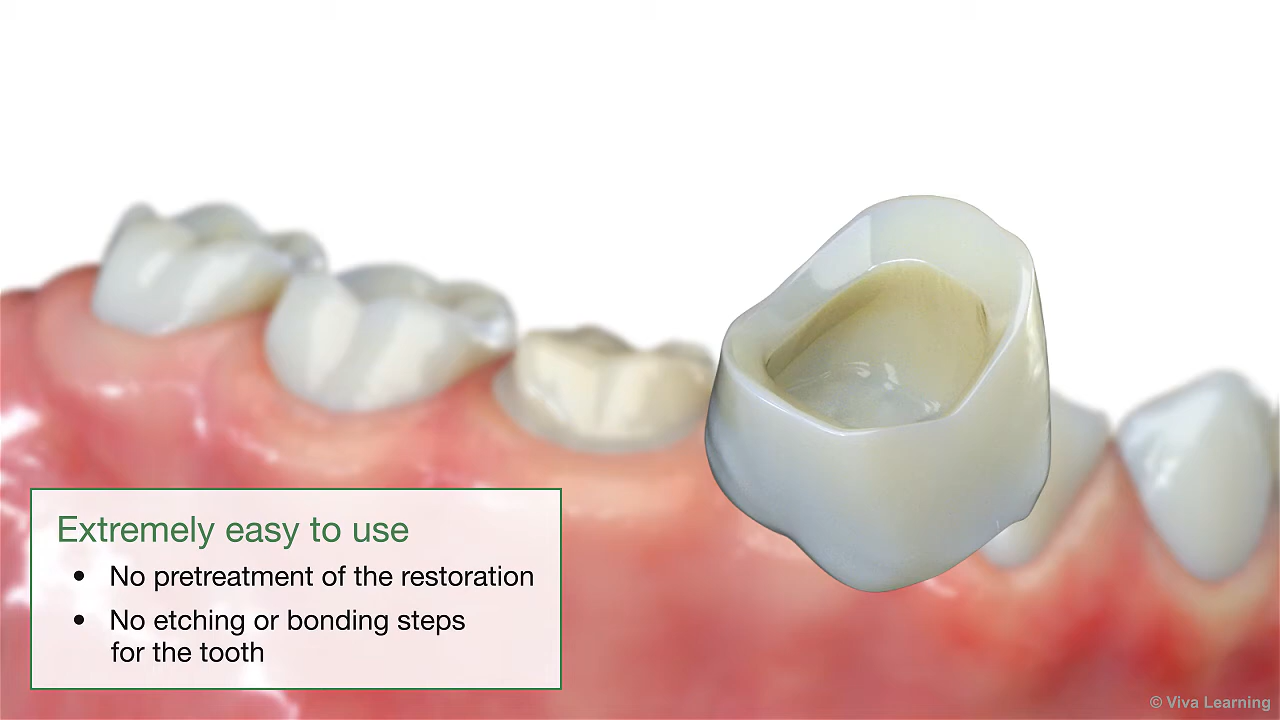 Extremely easy to use
• No pretreatment of the restoration
• No etching or bonding steps
for the tooth
© Viva Learning